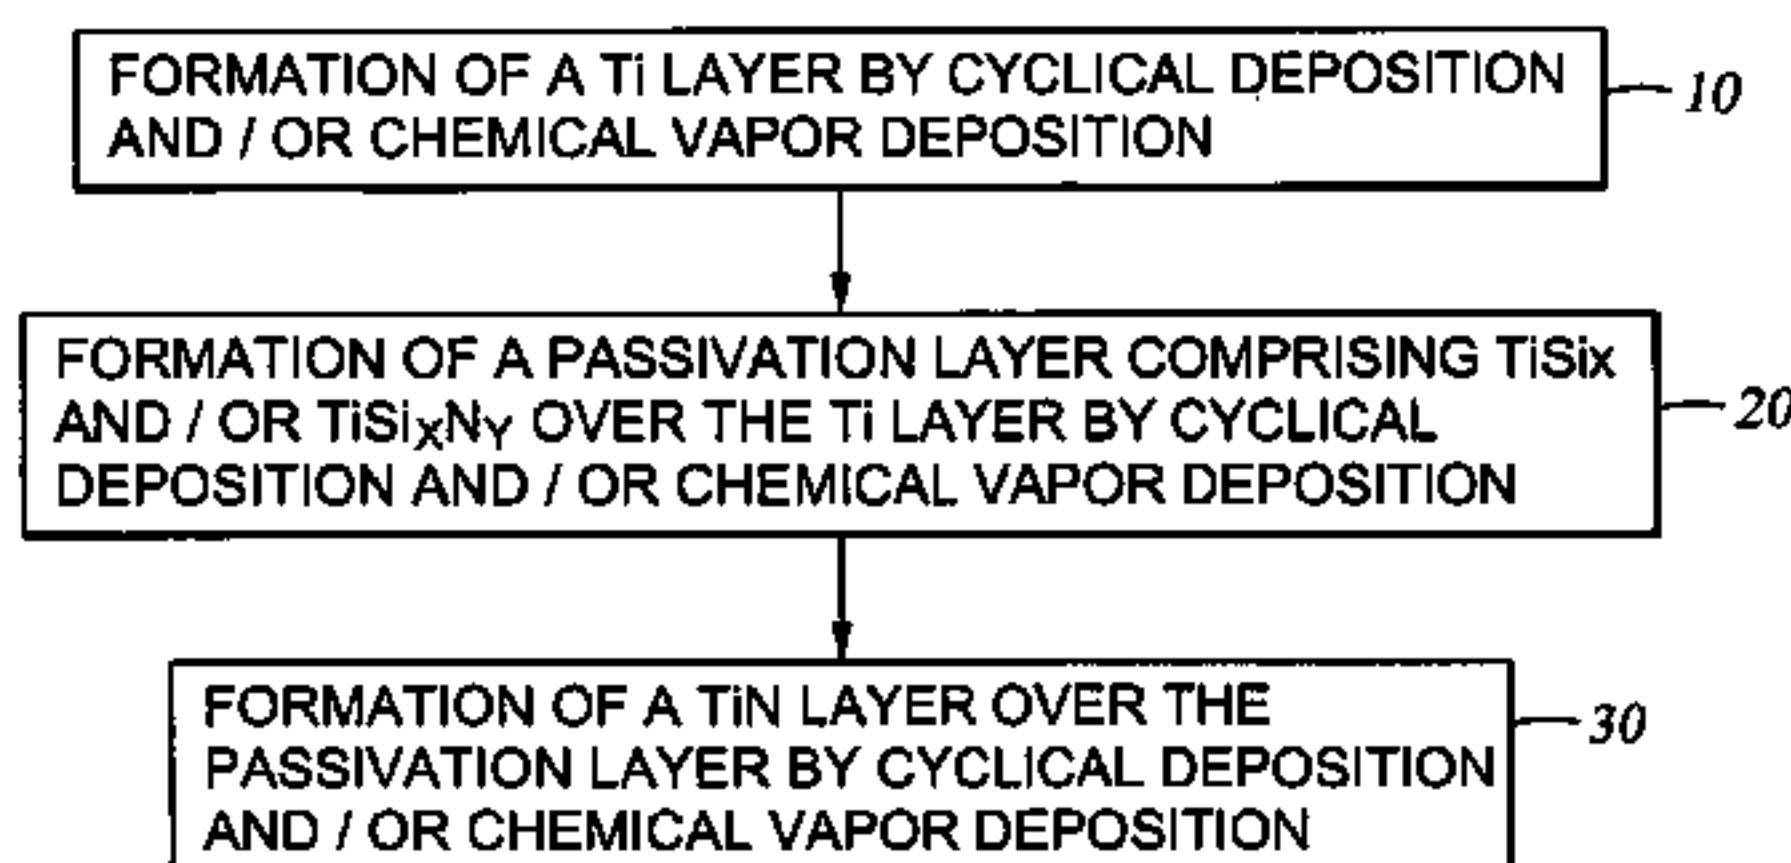 FORMATION OF A Ti LAYER BY CYCLICAL DEPOSITION
AND / OR CHEMICAL VAPOR DEPOSITION
10
FORMATION OF A PASSIVATION LAYER COMPRISING TiSix
AND / OR TiSiXNY OVER THE Ti LAYER BY CYCLICAL
DEPOSITION AND / OR CHEMICAL VAPOR DEPOSITION
20
FORMATION OF A TiN LAYER OVER THE
PASSIVATION LAYER BY CYCLICAL DEPOSITION
AND / OR CHEMICAL VAPOR DEPOSITION
30